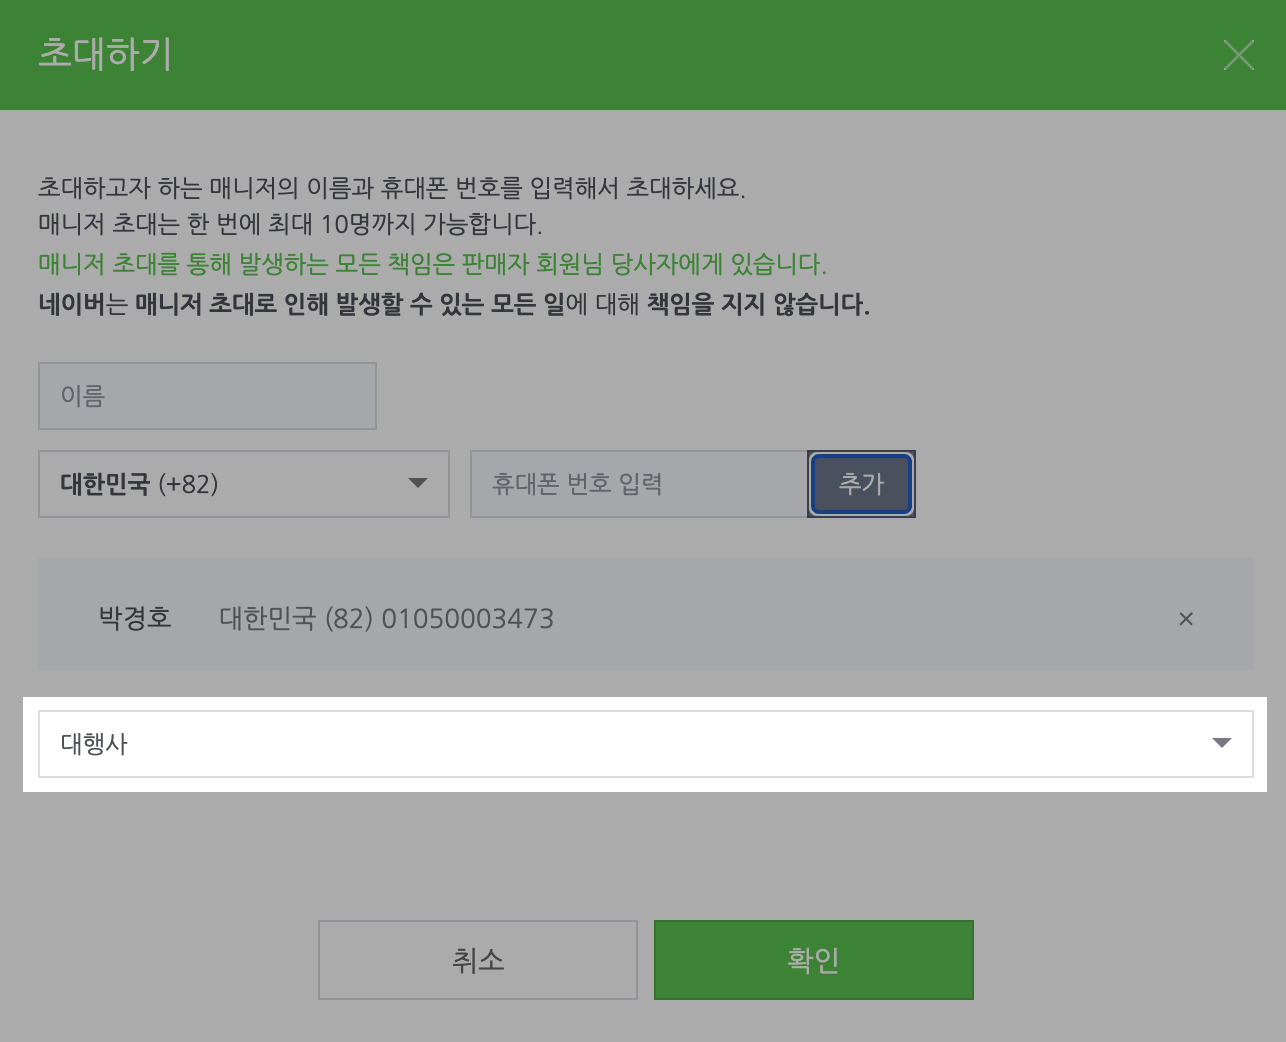 초대하기
초대하고자 하는 매니저의 이름과 휴대폰 번호를 입력해서 초대하세요.
매니저 초대는 한 번에 최대 10명까지 가능합니다.
매니저 초대를 통해 발생하는 모든 책임은 판매자 회원님 당사자에게 있습니다.
네이버는 매니저 초대로 인해 발생할 수 있는 모든 일에 대해 책임을 지지 않습니다.
이름
대한민국 (+82) 휴대폰 번호 입력 추가
박경호 대한민국 (82) 01050003473 ×
대행사
취소 확인